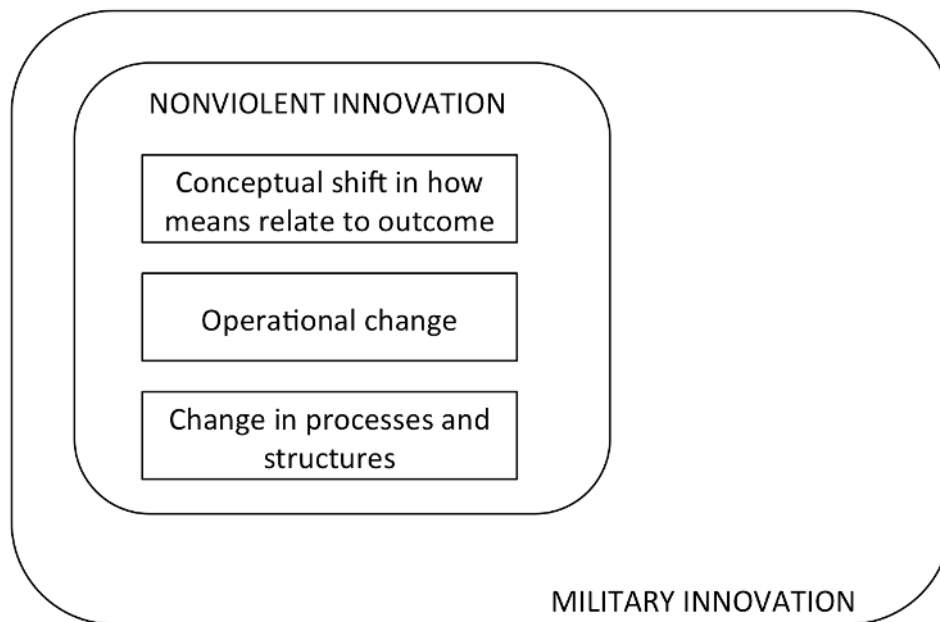 NONVIOLENT INNOVATION
Conceptual shift in how
means relate to outcome
Operational change
Change in processes and
structures
MILITARY INNOVATION